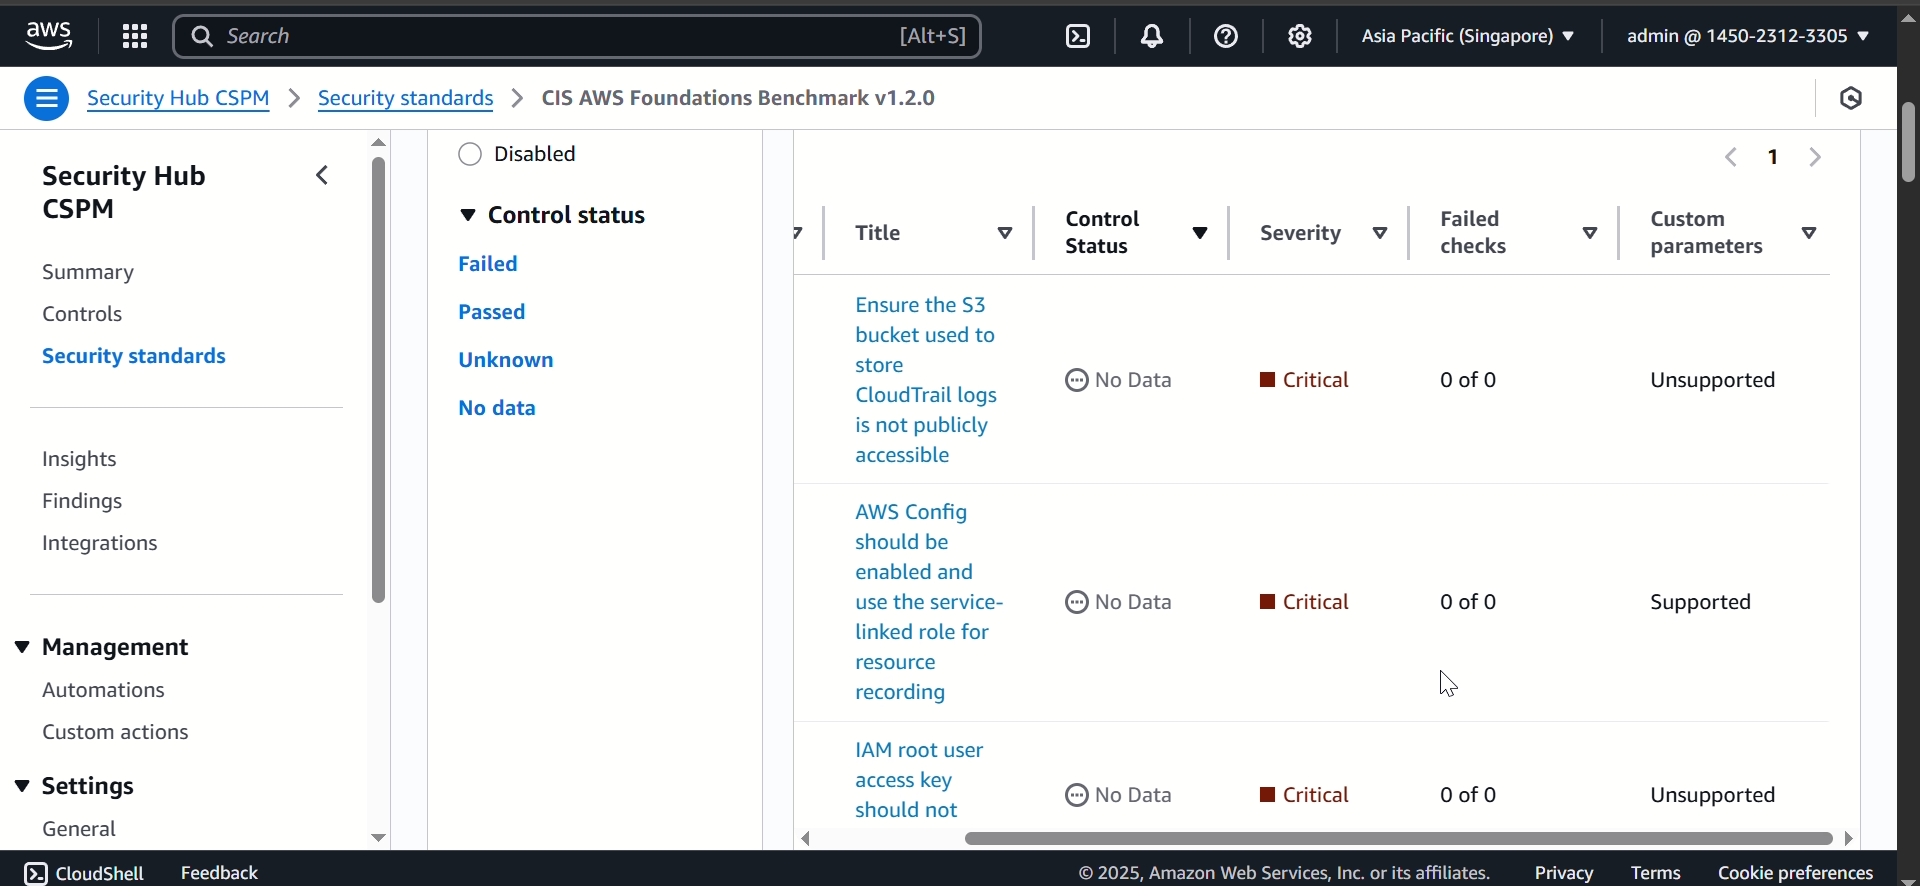 aws
Search
[Alt+S]
Asia Pacific (Singapore)
admin @ 1450-2312-3305
Security Hub CSPM
Security standards
CIS AWS Foundations Benchmark v1.2.0
Security Hub
CSPM
Summary
Controls
Security standards
Insights
Findings
Integrations
Management
Automations
Custom actions
Settings
General
Disabled
Control status
Failed
Passed
Unknown
No data
1
Title
Control
Status
Severity
Failed
checks
Custom
parameters
Ensure the S3
bucket used to
store
CloudTrail logs
is not publicly
accessible
No Data
Critical
0 of 0
Unsupported
AWS Config
should be
enabled and
use the service-
linked role for
resource
recording
No Data
Critical
0 of 0
Supported
IAM root user
access key
should not
No Data
Critical
0 of 0
Unsupported
CloudShell
Feedback
© 2025, Amazon Web Services, Inc. or its affiliates.
Privacy
Terms
Cookie preferences